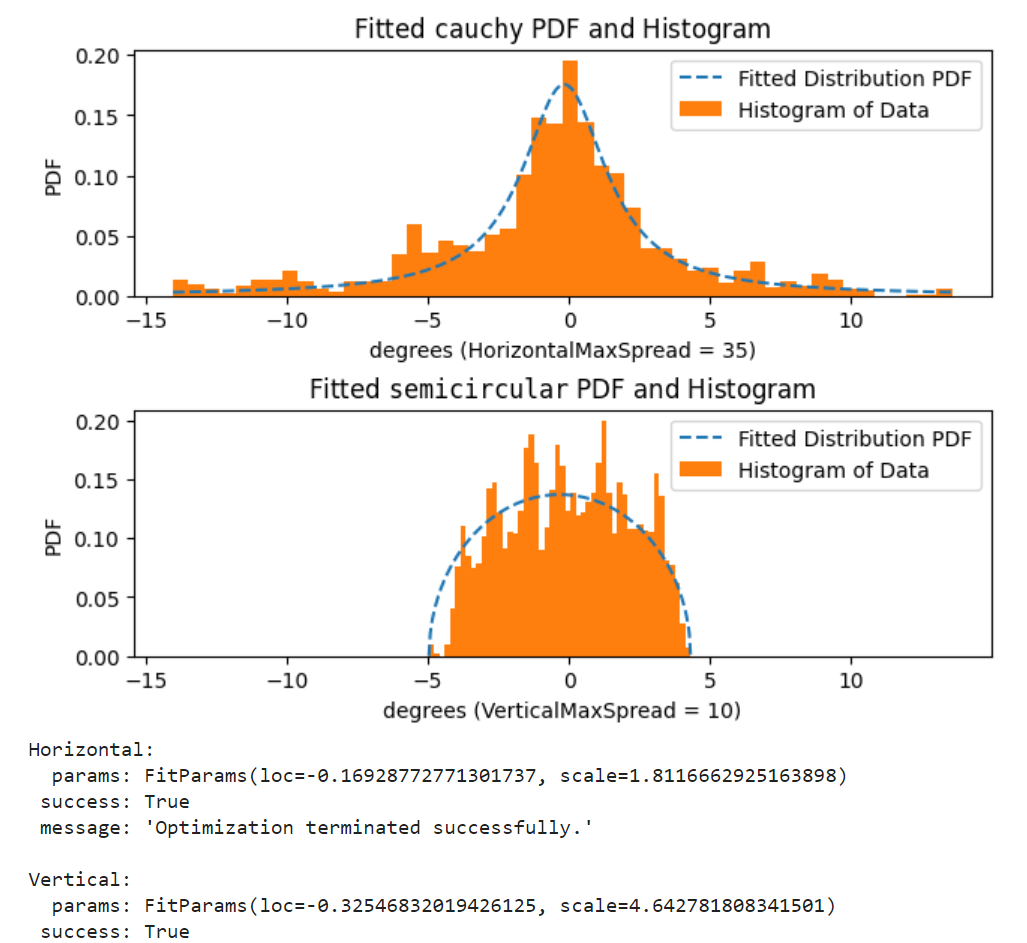 Fitted cauchy PDF and Histogram
0.20
0.15
0.10
0.05
0.00
PDF
Fitted Distribution PDF
Histogram of Data
−15
−10
−5
0
5
10
degrees (HorizontalMaxSpread = 35)
Fitted semicircular PDF and Histogram
0.20
0.15
0.10
0.05
0.00
PDF
Fitted Distribution PDF
Histogram of Data
−15
−10
−5
0
5
10
degrees (VerticalMaxSpread = 10)
Horizontal:
params: FitParams(loc=-0.16928772771301737, scale=1.8116662925163898)
success: True
message: 'Optimization terminated successfully.'
Vertical:
params: FitParams(loc=-0.32546832019426125, scale=4.642781808341501)
success: True